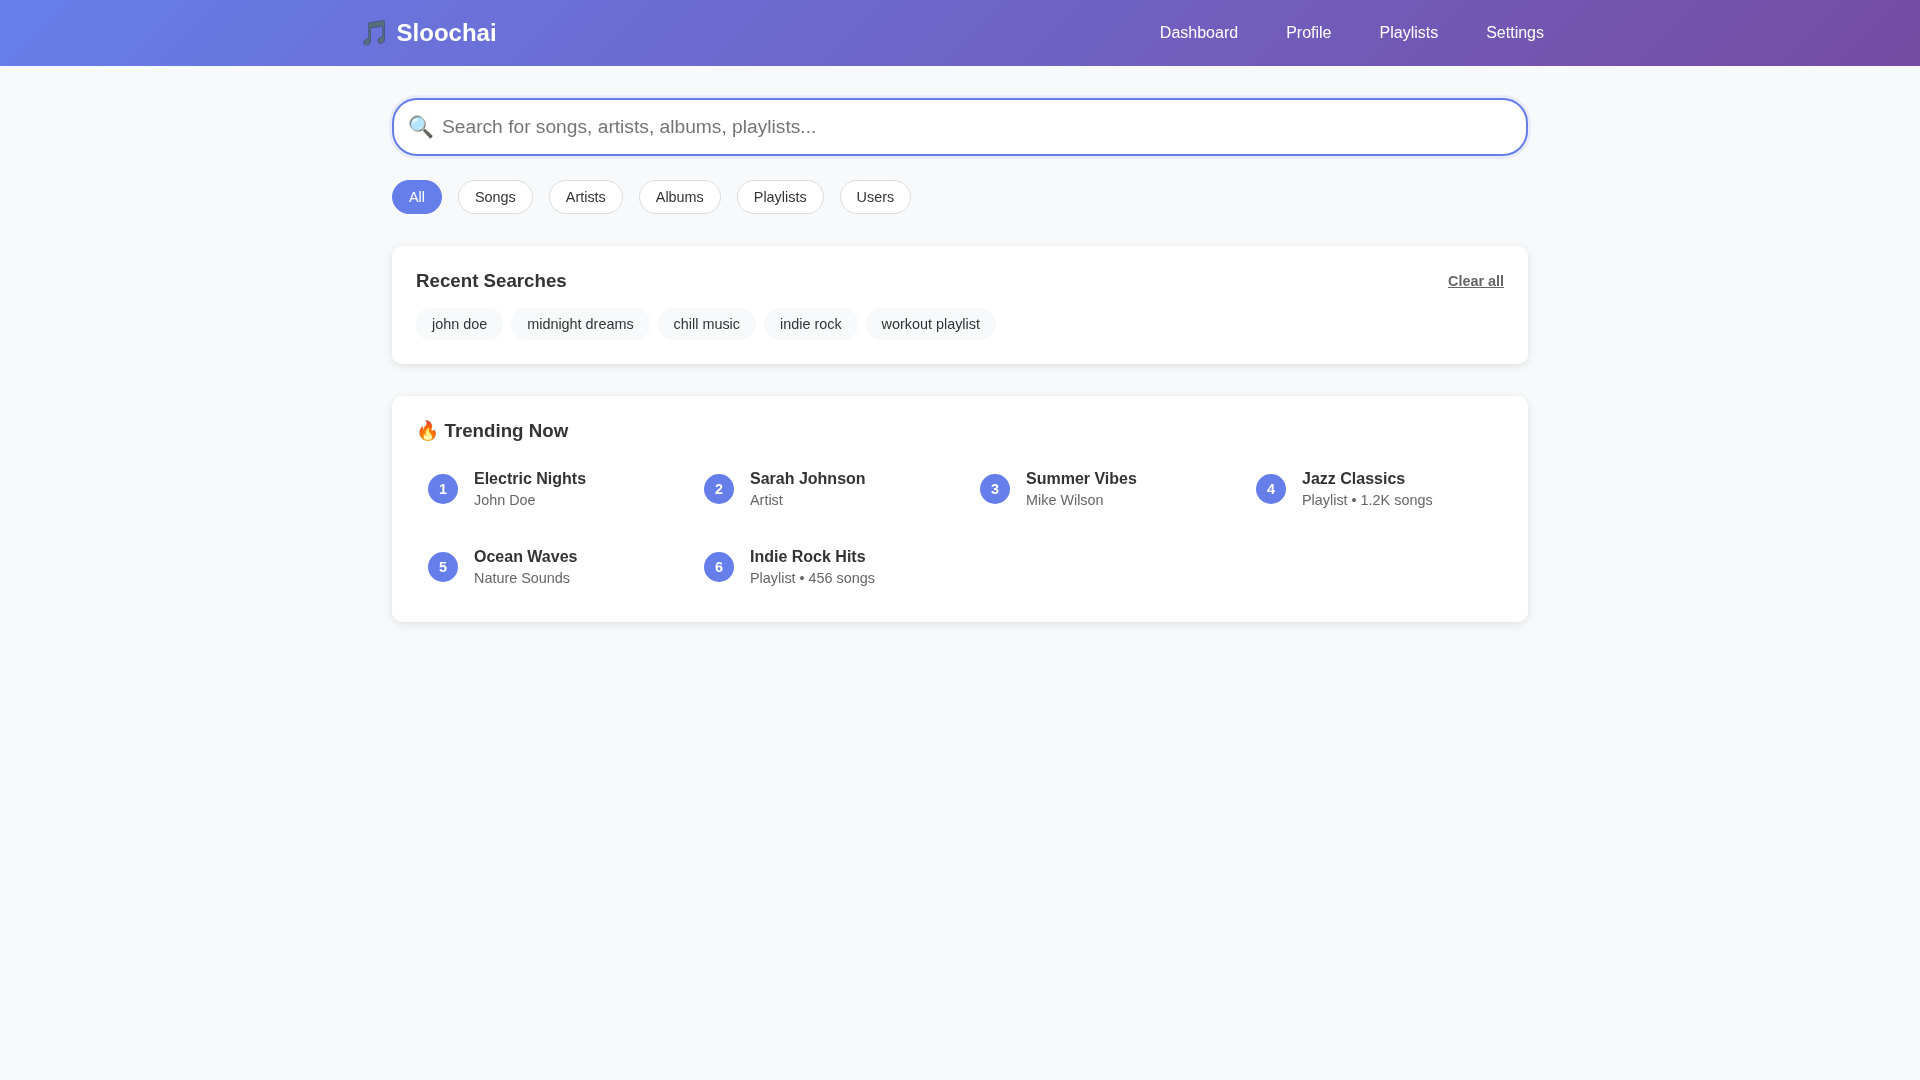 🎵 Sloochai
Dashboard Profile Playlists Settings
🔍 Search for songs, artists, albums, playlists...
All Songs Artists Albums Playlists Users
Recent Searches
Clear all
john doe midnight dreams chill music indie rock workout playlist
🔥 Trending Now
1 Electric Nights
John Doe
2 Sarah Johnson
Artist
3 Summer Vibes
Mike Wilson
4 Jazz Classics
Playlist • 1.2K songs
5 Ocean Waves
Nature Sounds
6 Indie Rock Hits
Playlist • 456 songs